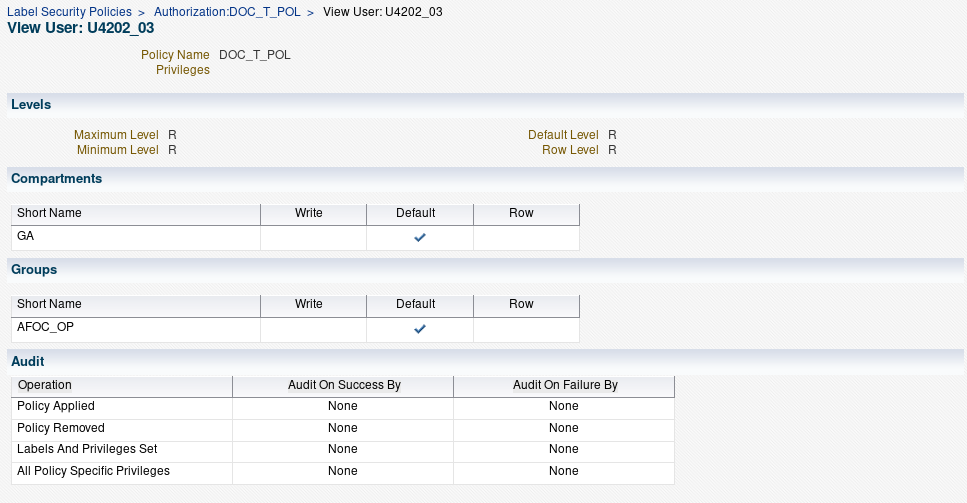 Label Security Policies > Authorization:DOC_T_POL > View User: U4202_03
View User: U4202_03
Policy Name DOC_T_POL
Privileges
Levels
Maximum Level R Default Level R
Minimum Level R Row Level R
Compartments
Short Name Write Default Row
GA
Groups
Short Name Write Default Row
AFOC_OP
Audit
Operation Audit On Success By Audit On Failure By
Policy Applied None None
Policy Removed None None
Labels And Privileges Set None None
All Policy Specific Privileges None None